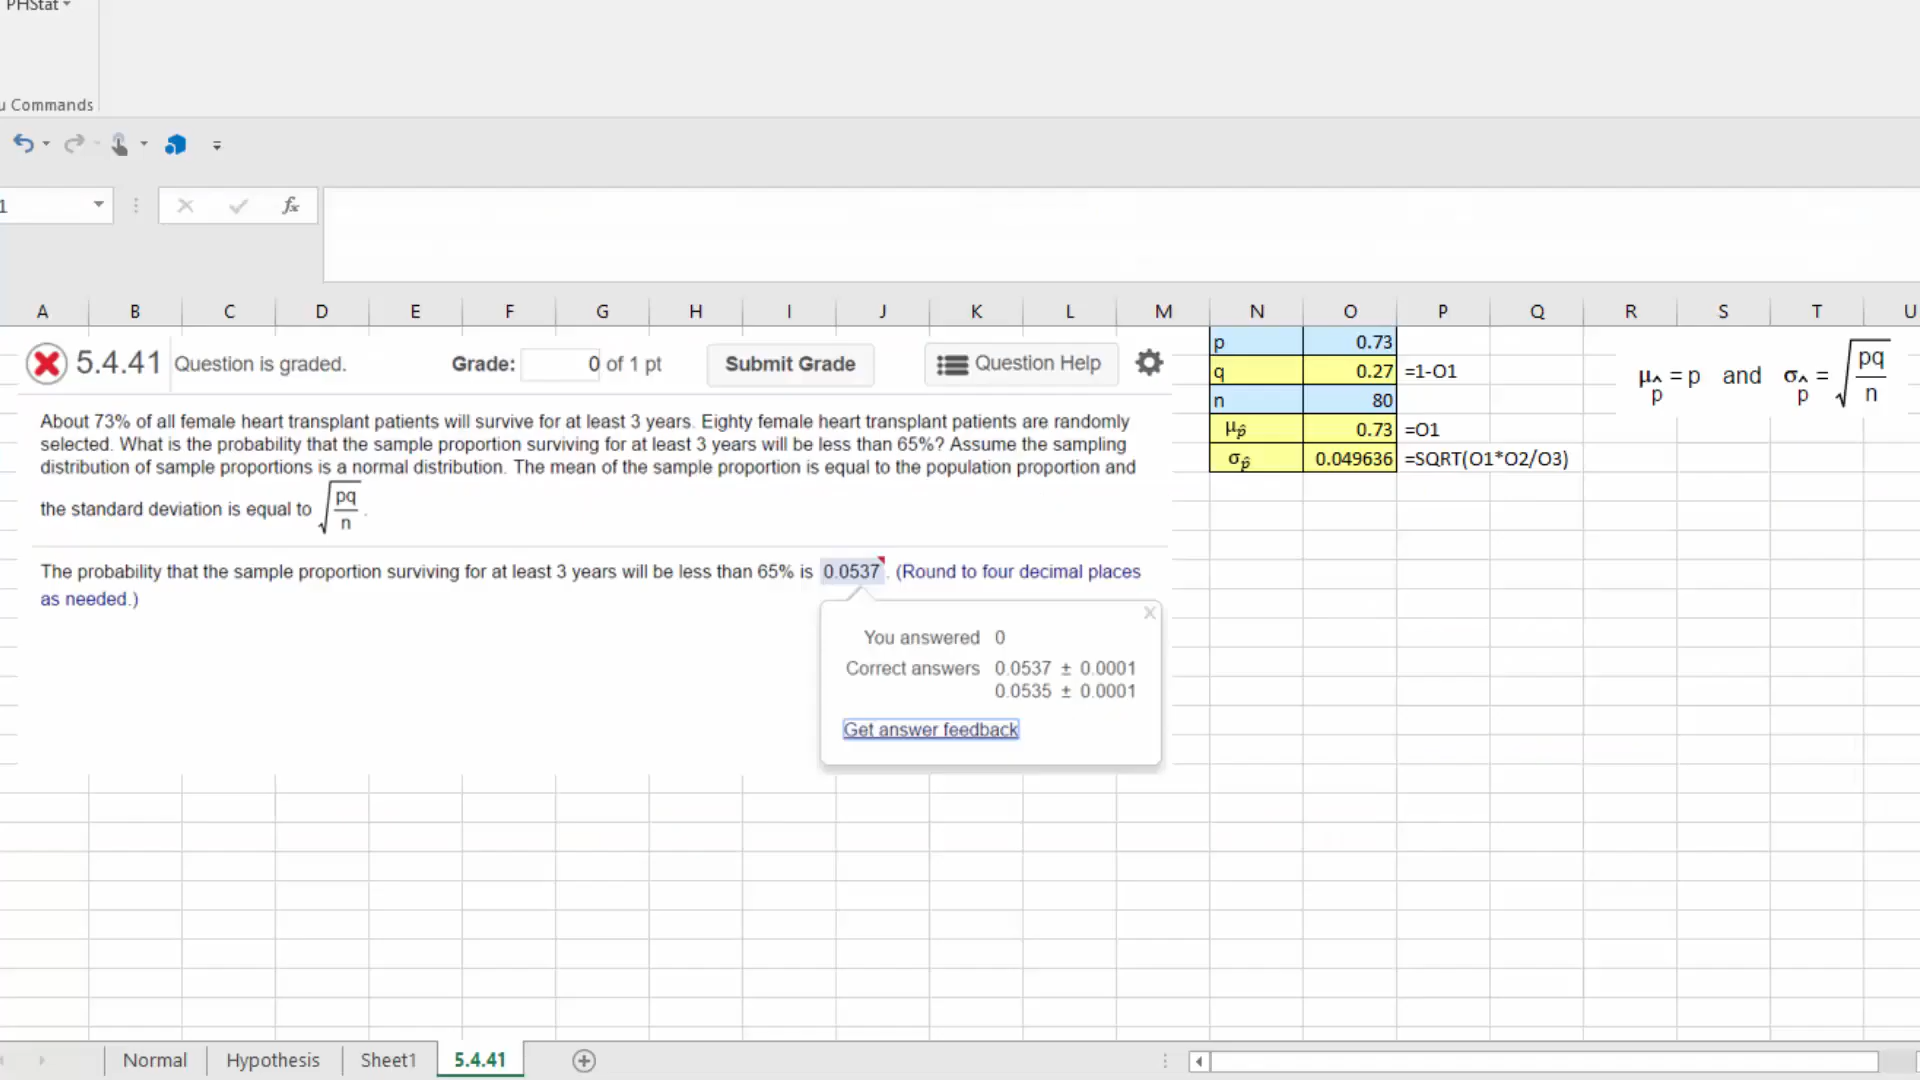 PHStat
u Commands
1
fx
A B C D E F G H I J K L M N O P Q R S T U
5.4.41 Question is graded. Grade: 0 of 1 pt Submit Grade Question Help
About 73% of all female heart transplant patients will survive for at least 3 years. Eighty female heart transplant patients are randomly
selected. What is the probability that the sample proportion surviving for at least 3 years will be less than 65%? Assume the sampling
distribution of sample proportions is a normal distribution. The mean of the sample proportion is equal to the population proportion and
the standard deviation is equal to √(pq/n).
The probability that the sample proportion surviving for at least 3 years will be less than 65% is 0.0537. (Round to four decimal places
as needed.)
You answered 0
Correct answers 0.0537 ± 0.0001
0.0535 ± 0.0001
Get answer feedback
p 0.73
q 0.27 =1-O1
n 80
μp̂ 0.73 =O1
σp̂ 0.049636 =SQRT(O1*O2/O3)
μp̂ = p and σp̂ = √(pq/n)
Normal Hypothesis Sheet1 5.4.41